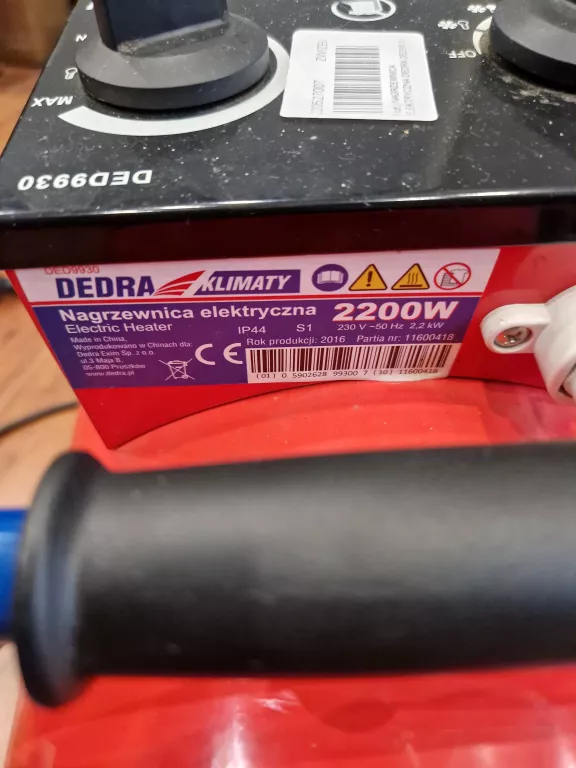 OFF
MAX
DED9930
DED9930
DEDRA KLIMATY
Nagrzewnica elektryczna 2200W
Electric Heater IP44 S1 230 V ~50 Hz 2,2 kW
Made in China, Rok produkcji: 2016 Partia nr: 11600418
Wyprodukowano w Chinach dla:
Dedra Exim Sp. z o.o.
ul.3 Maja 8,
05-800 Pruszków
www.dedra.pl
CE
(01) 0 5902628 99300 7 (10) 11600418